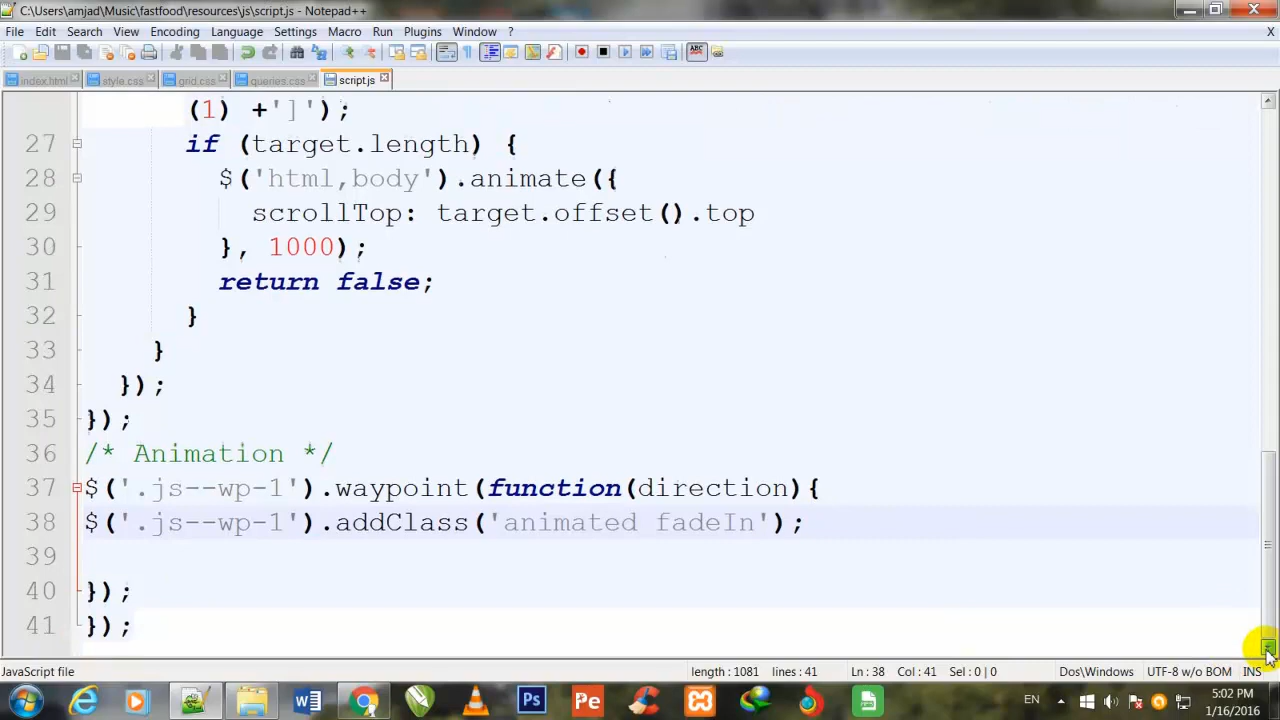 C:\Users\amjad\Music\fastfood\resources\js\script.js - Notepad++
File Edit Search View Encoding Language Settings Macro Run Plugins Window ? X
index.html style.css grid.css queries.css script.js
(1) +']');
27 if (target.length) {
28 $('html,body').animate({
29 scrollTop: target.offset().top
30 }, 1000);
31 return false;
32 }
33 }
34 });
35 });
36 /* Animation */
37 $('.js--wp-1').waypoint(function(direction){
38 $('.js--wp-1').addClass('animated fadeIn');
39
40 });
41 });
JavaScript file length : 1081 lines : 41 Ln : 38 Col : 41 Sel : 0 | 0 Dos\Windows UTF-8 w/o BOM INS
W Ps Pe EN 5:02 PM
1/16/2016